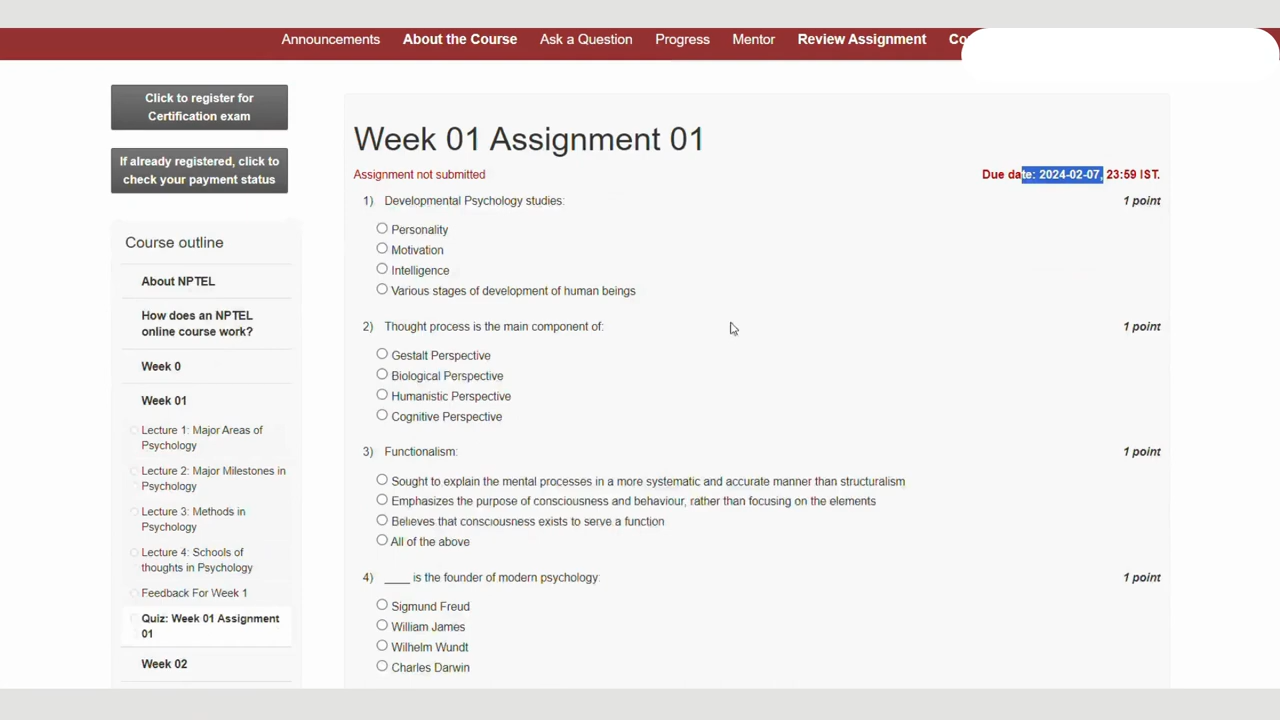 Announcements About the Course Ask a Question Progress Mentor Review Assignment
Click to register for
Certification exam
If already registered, click to
check your payment status
Course outline
About NPTEL
How does an NPTEL
online course work?
Week 0
Week 01
Lecture 1: Major Areas of
Psychology
Lecture 2: Major Milestones in
Psychology
Lecture 3: Methods in
Psychology
Lecture 4: Schools of
thoughts in Psychology
Feedback For Week 1
Quiz: Week 01 Assignment
01
Week 02
Week 01 Assignment 01
Assignment not submitted Due date: 2024-02-07, 23:59 IST.
1) Developmental Psychology studies: 1 point
Personality
Motivation
Intelligence
Various stages of development of human beings
2) Thought process is the main component of: 1 point
Gestalt Perspective
Biological Perspective
Humanistic Perspective
Cognitive Perspective
3) Functionalism: 1 point
Sought to explain the mental processes in a more systematic and accurate manner than structuralism
Emphasizes the purpose of consciousness and behaviour, rather than focusing on the elements
Believes that consciousness exists to serve a function
All of the above
4) ____ is the founder of modern psychology: 1 point
Sigmund Freud
William James
Wilhelm Wundt
Charles Darwin